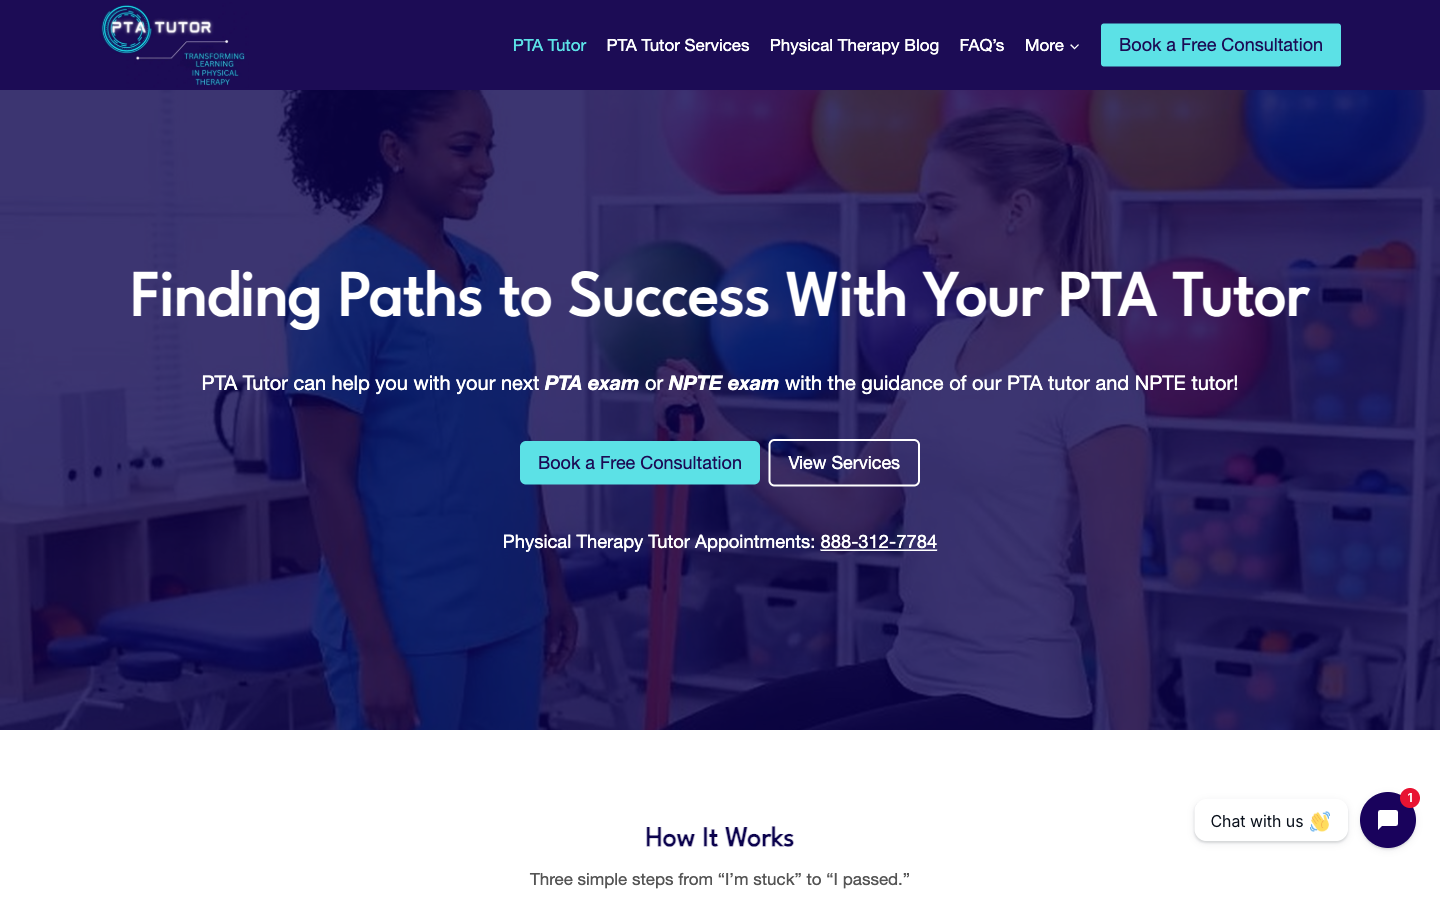 PTA TUTOR
TRANSFORMING
LEARNING
IN PHYSICAL
THERAPY
PTA Tutor
PTA Tutor Services
Physical Therapy Blog
FAQ’s
More
Book a Free Consultation
Finding Paths to Success With Your PTA Tutor
PTA Tutor can help you with your next PTA exam or NPTE exam with the guidance of our PTA tutor and NPTE tutor!
Book a Free Consultation
View Services
Physical Therapy Tutor Appointments: 888-312-7784
How It Works
Three simple steps from “I’m stuck” to “I passed.”
Chat with us 👋
1